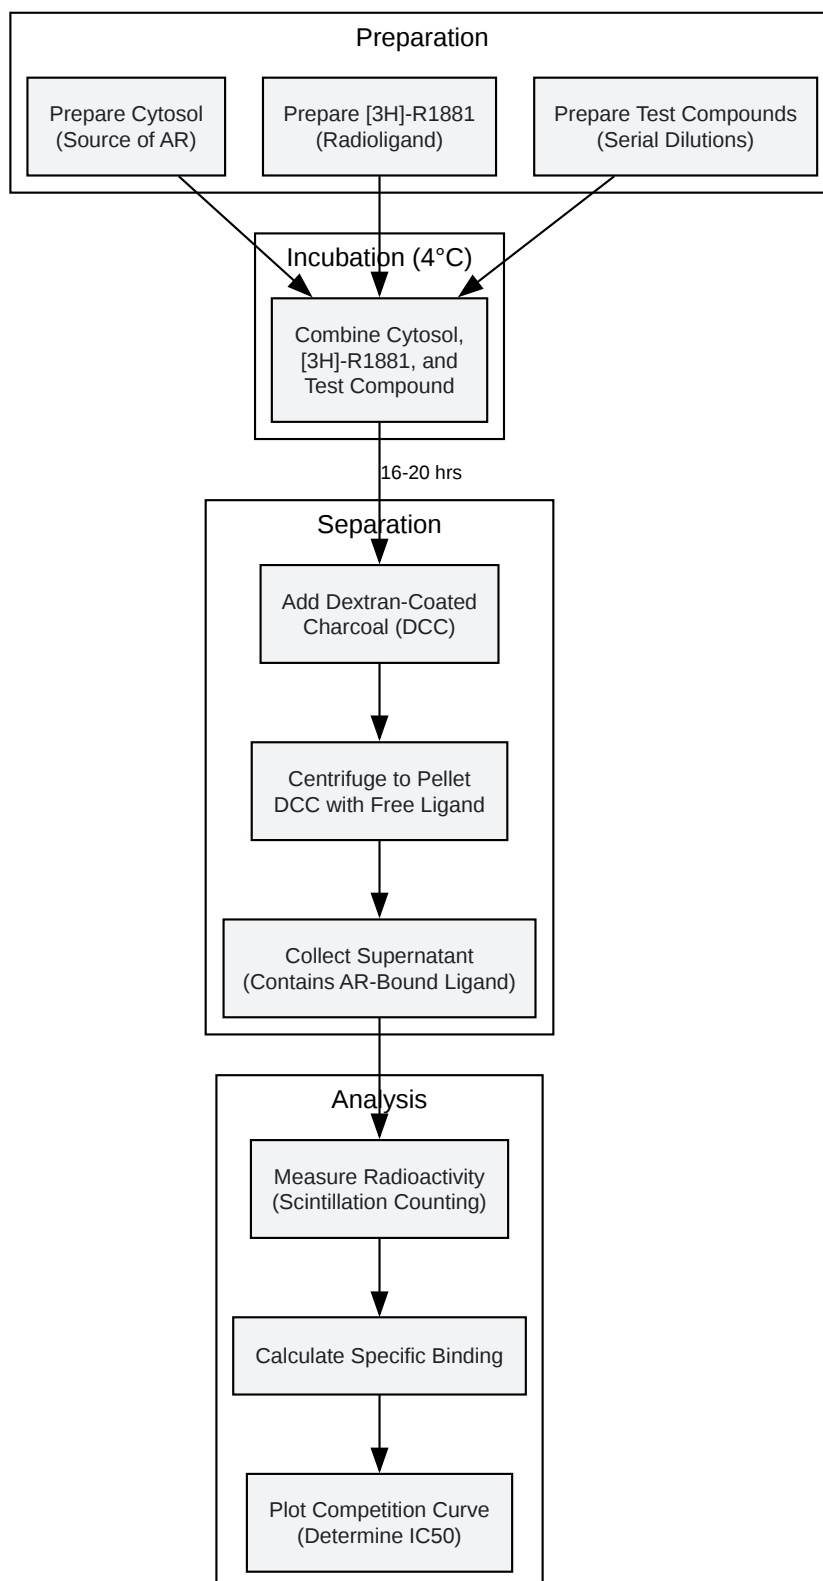 Preparation
Prepare Cytosol
(Source of AR)
Prepare [3H]-R1881
(Radioligand)
Prepare Test Compounds
(Serial Dilutions)
Incubation (4°C)
Combine Cytosol,
[3H]-R1881, and
Test Compound
16-20 hrs
Separation
Add Dextran-Coated
Charcoal (DCC)
Centrifuge to Pellet
DCC with Free Ligand
Collect Supernatant
(Contains AR-Bound Ligand)
Analysis
Measure Radioactivity
(Scintillation Counting)
Calculate Specific Binding
Plot Competition Curve
(Determine IC50)